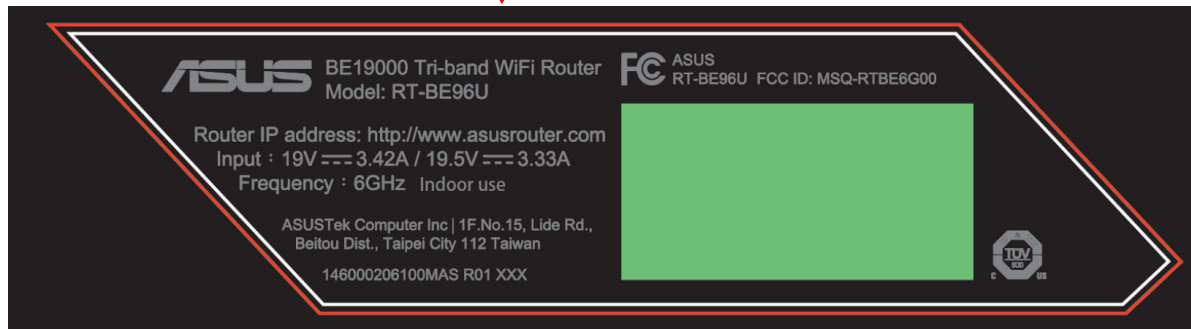 ASUS
BE19000 Tri-band WiFi Router
Model: RT-BE96U
Router IP address: http://www.asusrouter.com
Input : 19V ⎓ 3.42A / 19.5V ⎓ 3.33A
Frequency : 6GHz Indoor use
ASUSTek Computer Inc | 1F.No.15, Lide Rd.,
Beitou Dist., Taipei City 112 Taiwan
146000206100MAS R01 XXX
FC ASUS
RT-BE96U FCC ID: MSQ-RTBE6G00
TÜV
SÜD
C US